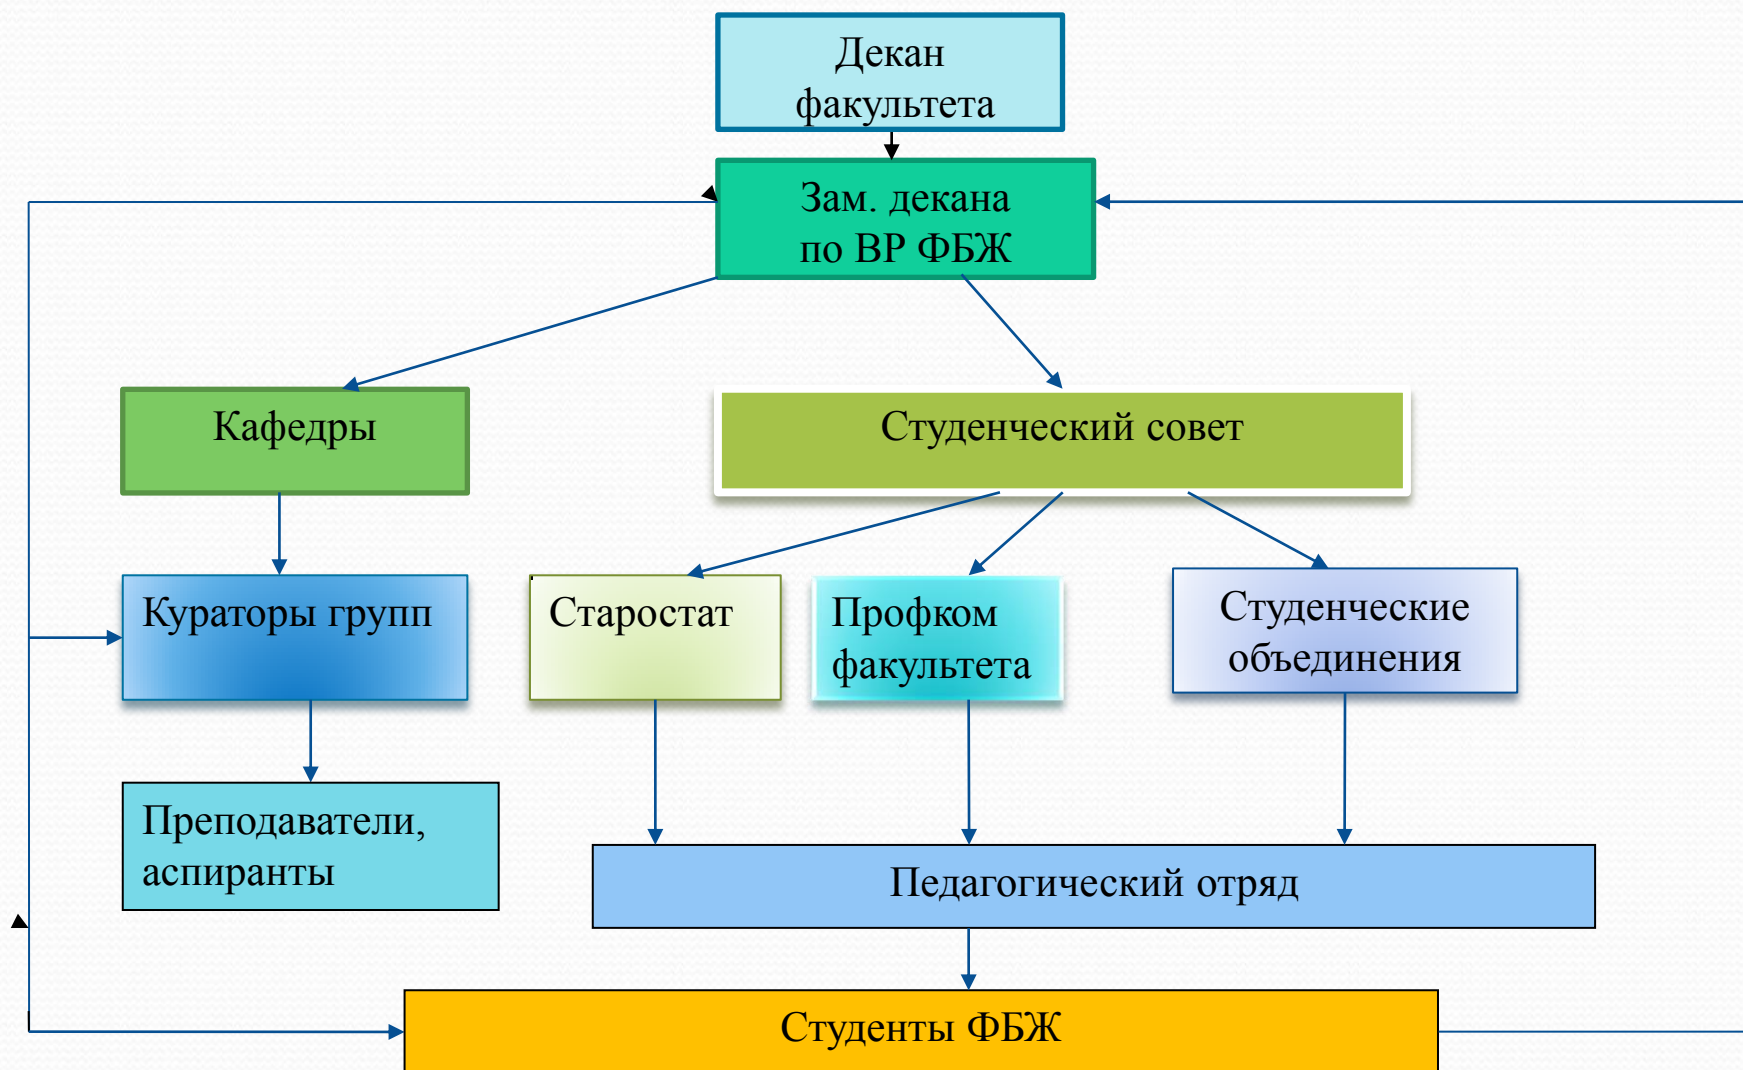 Декан
факультета
Зам. декана
по ВР ФБЖ
Кафедры
Студенческий совет
Кураторы групп
Старостат
Профком
факультета
Студенческие
объединения
Преподаватели,
аспиранты
Педагогический отряд
Студенты ФБЖ